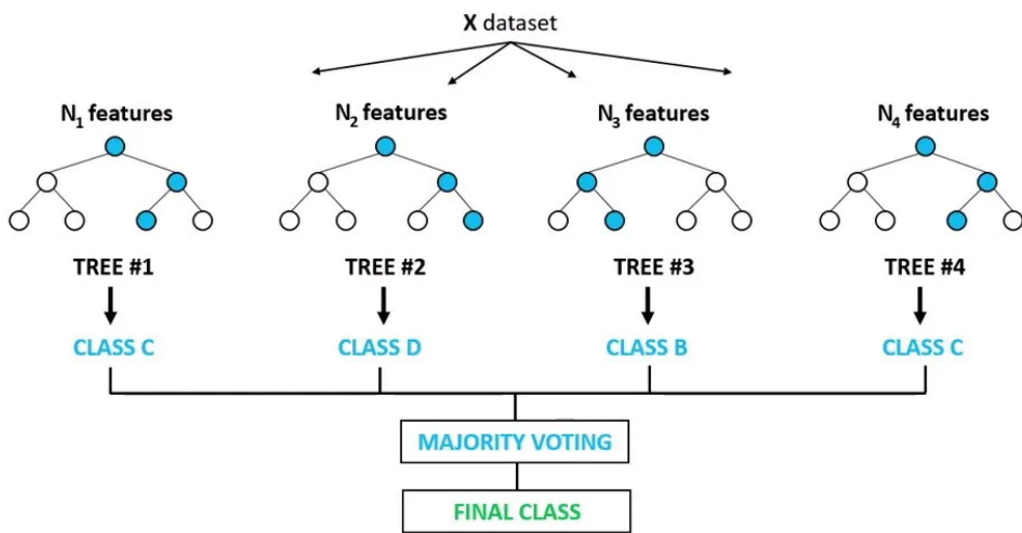 X dataset
N₁ features
N₂ features
N₃ features
N₄ features
TREE #1
TREE #2
TREE #3
TREE #4
CLASS C
CLASS D
CLASS B
CLASS C
MAJORITY VOTING
FINAL CLASS